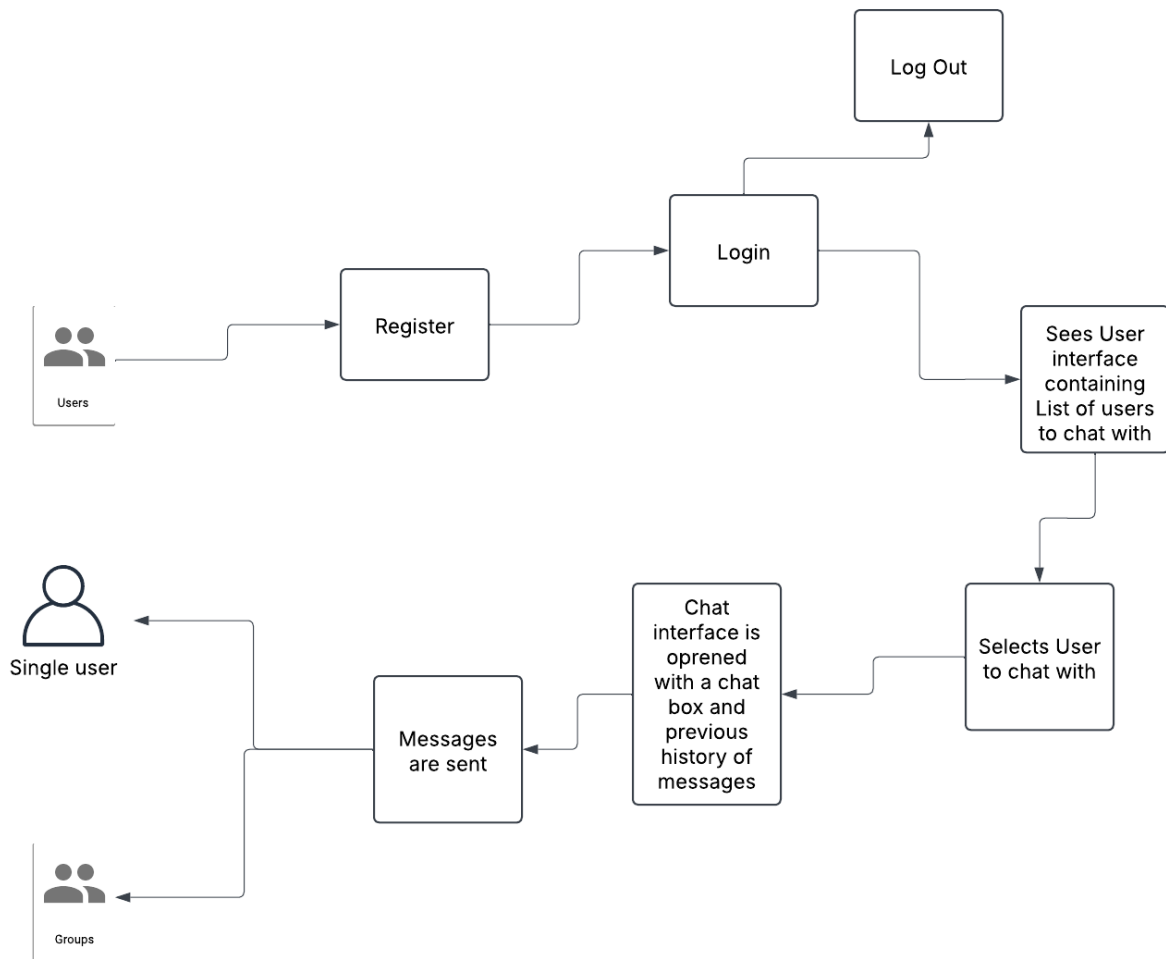 Log Out
Login
Register
Users
Sees User
interface
containing
List of users
to chat with
Selects User
to chat with
Chat
interface is
oprened
with a chat
box and
previous
history of
messages
Messages
are sent
Single user
Groups